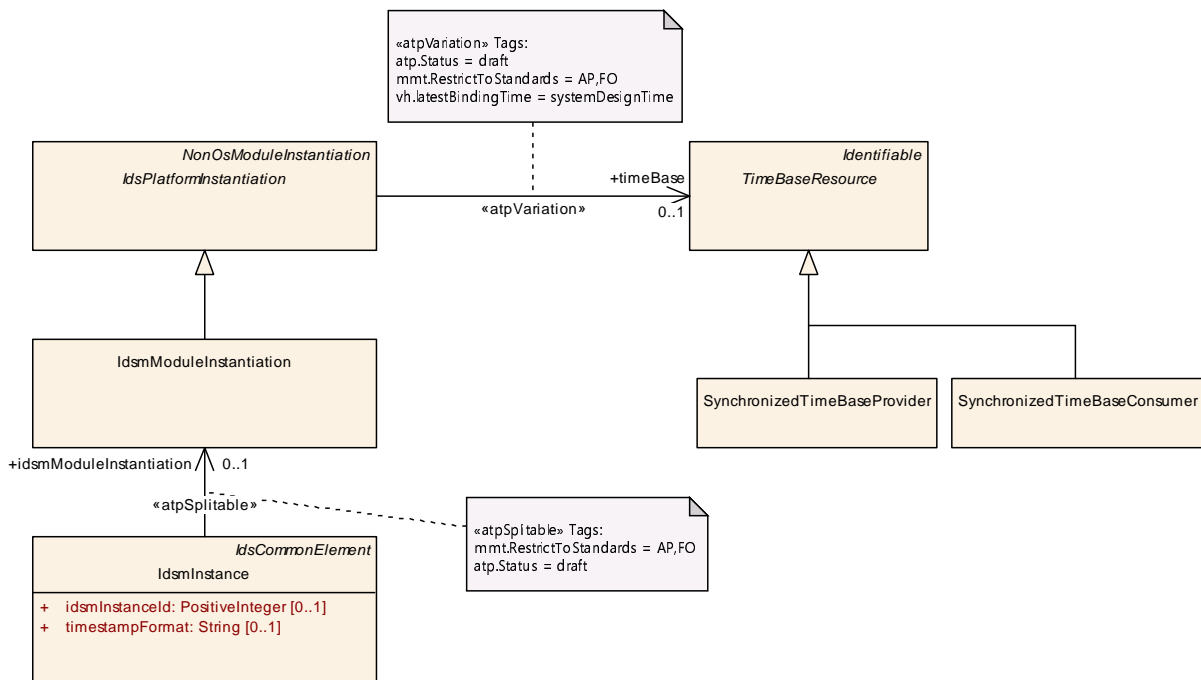 «atpVariation» Tags:
atp.Status = draft
mmt.RestrictToStandards = AP,FO
vh.latestBindingTime = systemDesignTime
NonOsModuleInstantiation
IdsPlatformInstantiation
+timeBase
«atpVariation»
0..1
Identifiable
TimeBaseResource
IdsmModuleInstantiation
SynchronizedTimeBaseProvider
SynchronizedTimeBaseConsumer
+idsmModuleInstantiation
0..1
«atpSplitable»
«atpSplitable» Tags:
mmt.RestrictToStandards = AP,FO
atp.Status = draft
IdsCommonElement
IdsmInstance
+ idsmInstanceId: PositiveInteger [0..1]
+ timestampFormat: String [0..1]